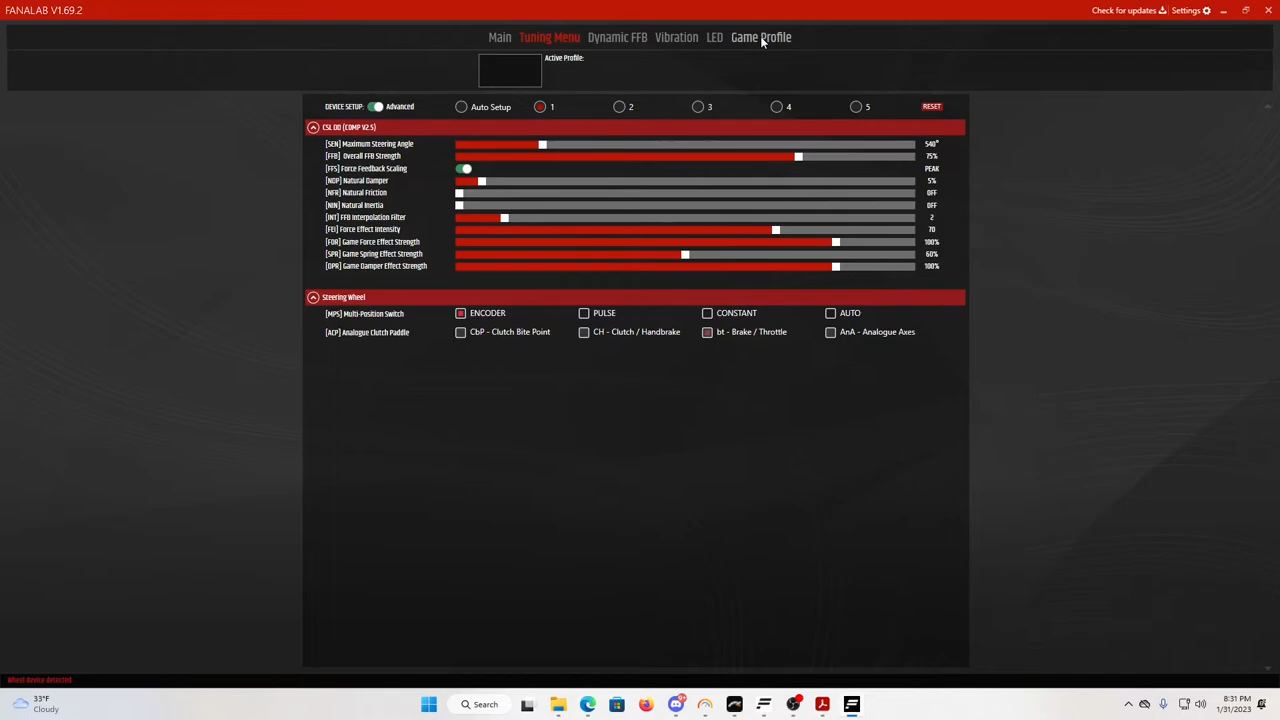 FANALAB V1.69.2
Check for updates Settings
Main Tuning Menu Dynamic FFB Vibration LED Game Profile
Active Profile:
DEVICE SETUP: Advanced Auto Setup 1 2 3 4 5 RESET
CSL DD (COMP V2.5)
[SEN] Maximum Steering Angle 540°
[FFB] Overall FFB Strength 75%
[FFS] Force Feedback Scaling PEAK
[NDP] Natural Damper 5%
[NFR] Natural Friction OFF
[NIN] Natural Inertia OFF
[INT] FFB Interpolation Filter 2
[FEI] Force Effect Intensity 70
[FOR] Game Force Effect Strength 100%
[SPR] Game Spring Effect Strength 60%
[DPR] Game Damper Effect Strength 100%
Steering Wheel
[MPS] Multi-Position Switch ENCODER PULSE CONSTANT AUTO
[ACP] Analogue Clutch Paddle CbP - Clutch Bite Point CH - Clutch / Handbrake bt - Brake / Throttle AnA - Analogue Axes
Wheel device detected
33°F
Cloudy
Search
8:31 PM
1/31/2023